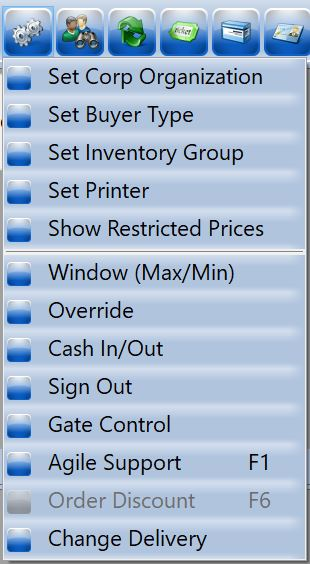 ticket
Set Corp Organization
Set Buyer Type
Set Inventory Group
Set Printer
Show Restricted Prices
Window (Max/Min)
Override
Cash In/Out
Sign Out
Gate Control
Agile Support F1
Order Discount F6
Change Delivery